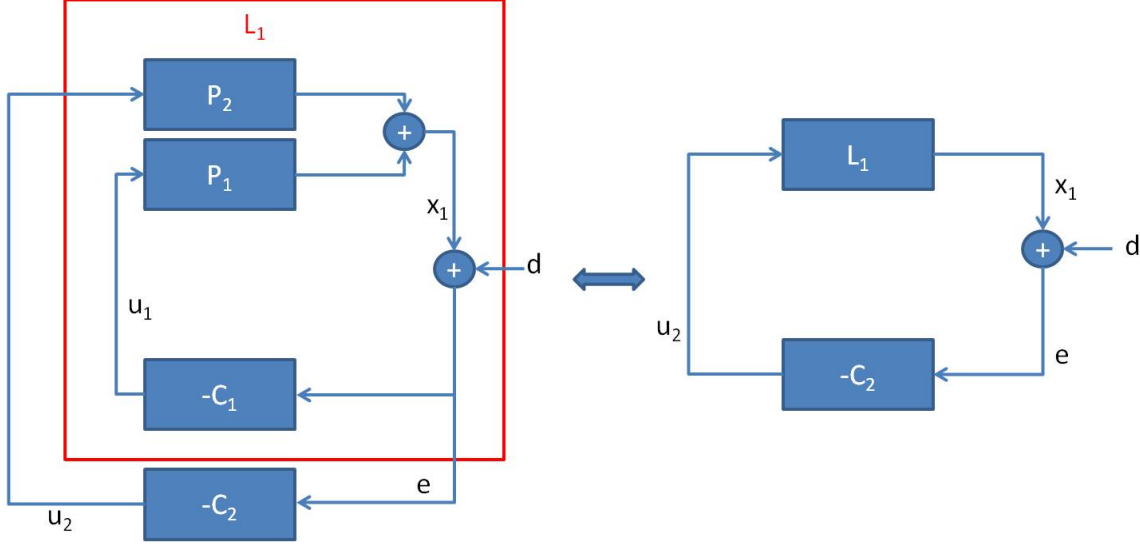 L₁
P₂
+
P₁
x₁
+
d
u₁
-C₁
e
-C₂
u₂
L₁
x₁
+
d
u₂
e
-C₂